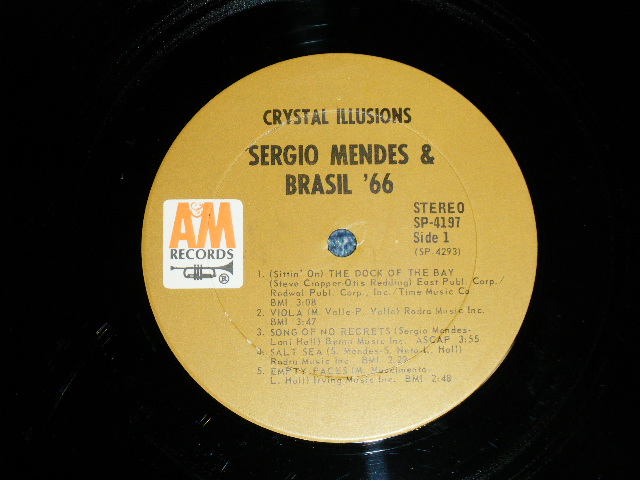 CRYSTAL ILLUSIONS
SERGIO MENDES &
BRASIL '66
A&M
RECORDS
®
STEREO
SP-4197
Side 1
(SP 4293)
1. (Sittin' On) THE DOCK OF THE BAY
(Steve Cropper-Otis Redding) East Publ. Corp./
Redwal Publ. Corp., Inc./Time Music Co
BMI 3:08
2. VIOLA (M. Valle-P. Valle) Rodra Music Inc.
BMI 3:47
3. SONG OF NO REGRETS (Sergio Mendes-
Lani Hall) Berna Music Inc. ASCAP 3:55
4. SALT SEA (S. Mendes-S. Neto-L. Hall)
Rodra Music Inc. BMI 2:29
5. EMPTY FACES (M. Nascimento
L. Hall) Irving Music Inc. BMI 2:48